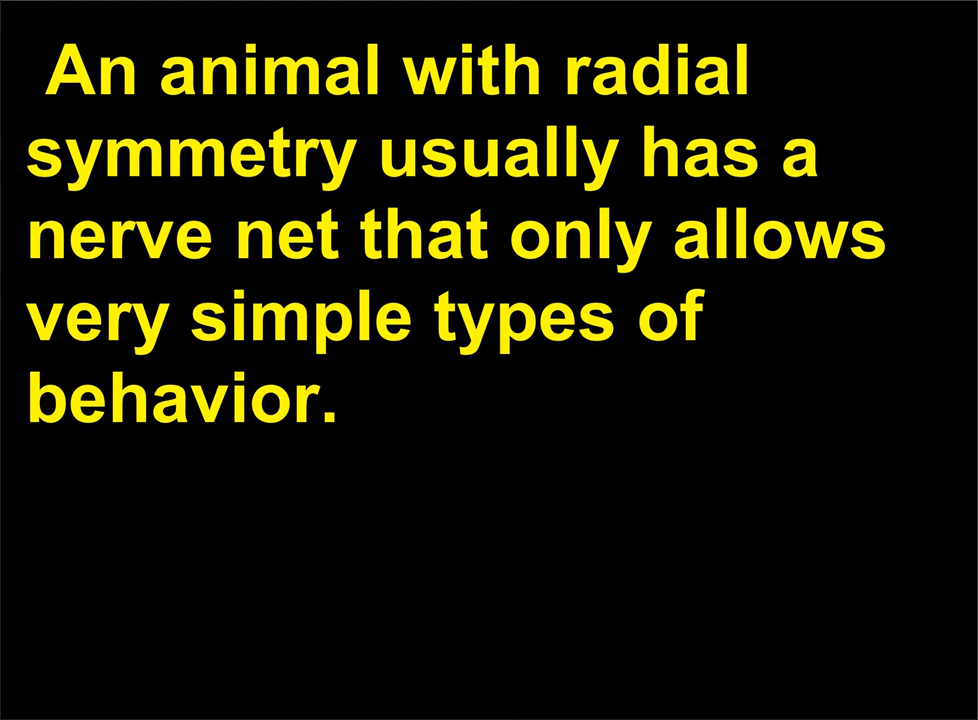 An animal with radial
symmetry usually has a
nerve net that only allows
very simple types of
behavior.